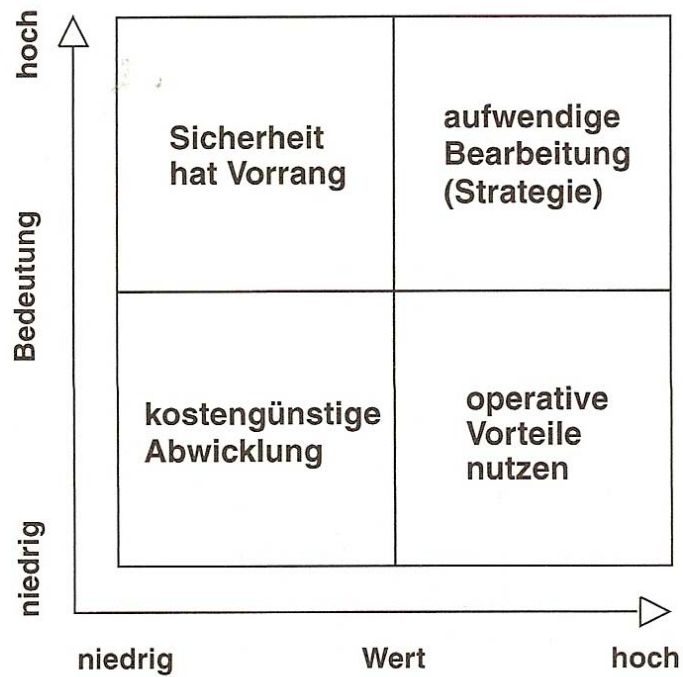 hoch
Sicherheit
hat Vorrang
aufwendige
Bearbeitung
(Strategie)
Bedeutung
kostengünstige
Abwicklung
operative
Vorteile
nutzen
niedrig
niedrig
Wert
hoch